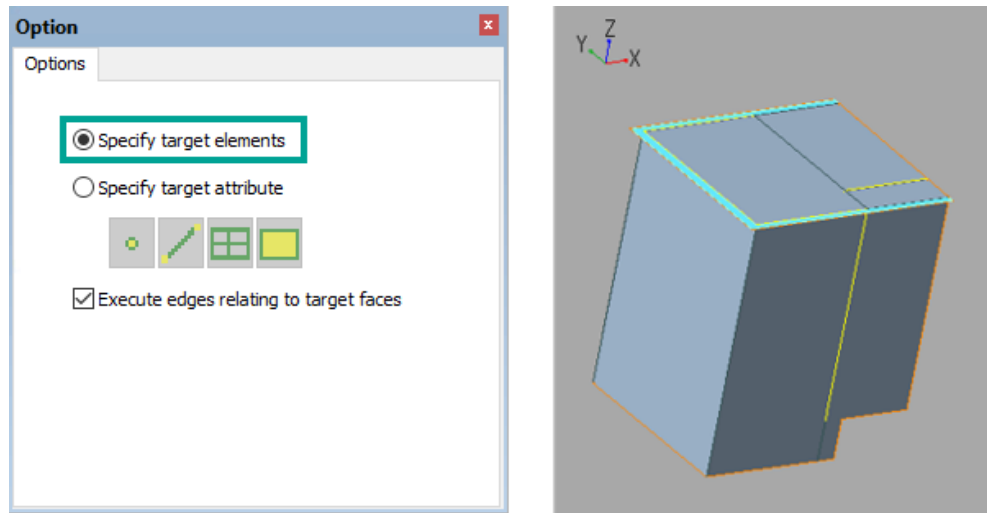 Option
x
Options
Specify target elements
Specify target attribute
Execute edges relating to target faces
Z
Y
X